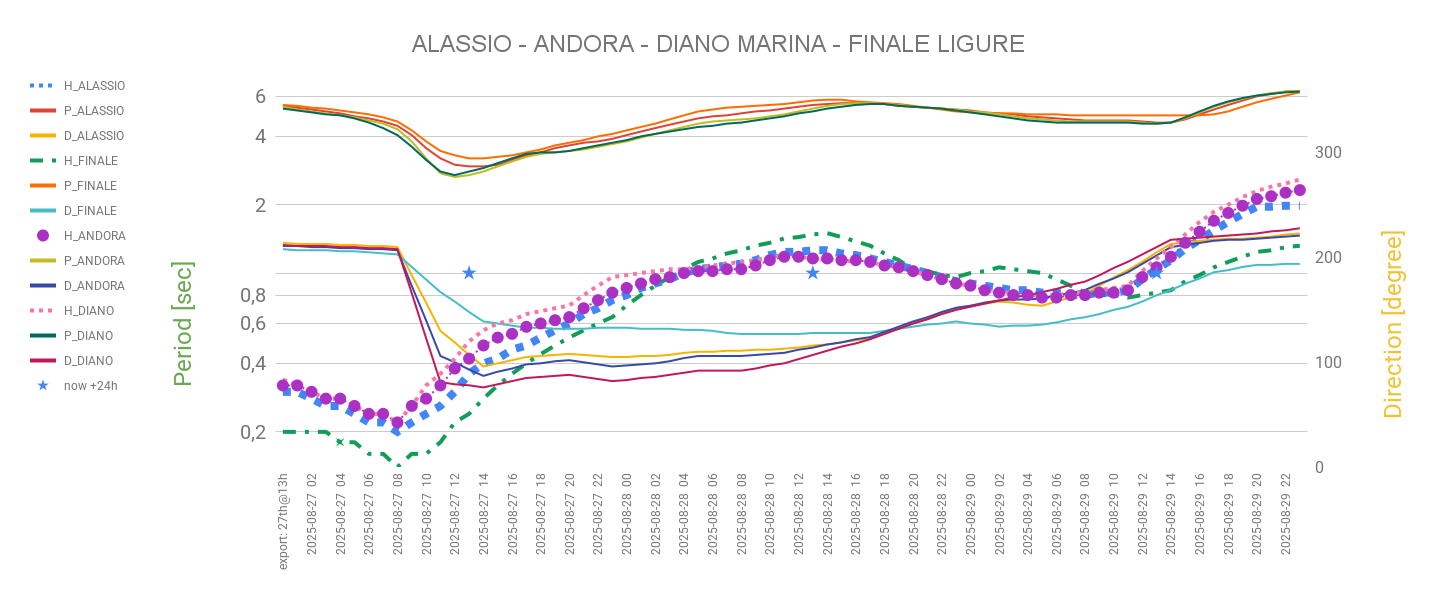 ALASSIO - ANDORA - DIANO MARINA - FINALE LIGURE
H_ALASSIO
P_ALASSIO
D_ALASSIO
H_FINALE
P_FINALE
D_FINALE
H_ANDORA
P_ANDORA
D_ANDORA
H_DIANO
P_DIANO
D_DIANO
now +24h
Period [sec]
6
4
2
0,8
0,6
0,4
0,2
300
200
100
0
Direction [degree]
export: 27th@13h
2025-08-27 02
2025-08-27 04
2025-08-27 06
2025-08-27 08
2025-08-27 10
2025-08-27 12
2025-08-27 14
2025-08-27 16
2025-08-27 18
2025-08-27 20
2025-08-27 22
2025-08-28 00
2025-08-28 02
2025-08-28 04
2025-08-28 06
2025-08-28 08
2025-08-28 10
2025-08-28 12
2025-08-28 14
2025-08-28 16
2025-08-28 18
2025-08-28 20
2025-08-28 22
2025-08-29 00
2025-08-29 02
2025-08-29 04
2025-08-29 06
2025-08-29 08
2025-08-29 10
2025-08-29 12
2025-08-29 14
2025-08-29 16
2025-08-29 18
2025-08-29 20
2025-08-29 22